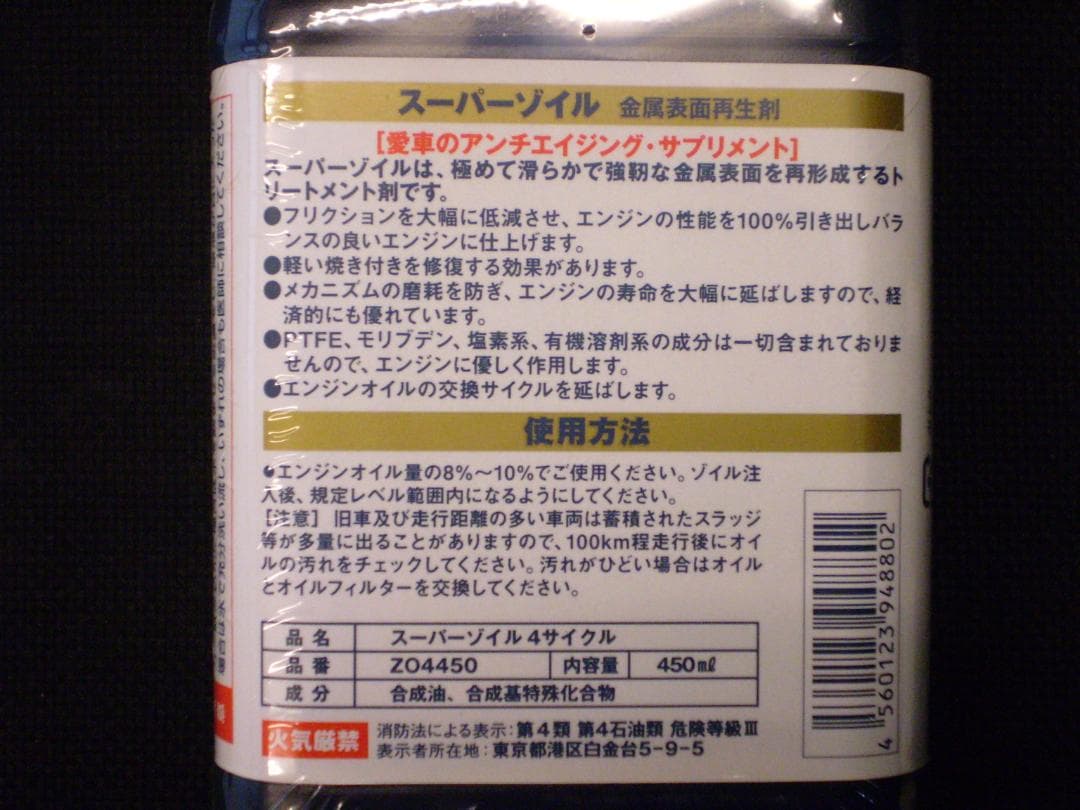 スーパーゾイル 金属表面再生剤
[愛車のアンチエイジング・サプリメント]
スーパーゾイルは、極めて滑らかで強靭な金属表面を再形成するト
リートメント剤です。
●フリクションを大幅に低減させ、エンジンの性能を100%引き出しバラ
ンスの良いエンジンに仕上げます。
●軽い焼き付きを修復する効果があります。
●メカニズムの磨耗を防ぎ、エンジンの寿命を大幅に延ばしますので、経
済的にも優れています。
●PTFE、モリブデン、塩素系、有機溶剤系の成分は一切含まれておりま
せんので、エンジンに優しく作用します。
●エンジンオイルの交換サイクルを延ばします。
使用方法
●エンジンオイル量の8%〜10%でご使用ください。ゾイル注
入後、規定レベル範囲内になるようにしてください。
[注意] 旧車及び走行距離の多い車両は蓄積されたスラッジ
等が多量に出ることがありますので、100km程走行後にオイ
ルの汚れをチェックしてください。汚れがひどい場合はオイル
とオイルフィルターを交換してください。
品名 スーパーゾイル 4サイクル
品番 ZO4450 内容量 450mℓ
成分 合成油、合成基特殊化合物
火気厳禁 消防法による表示:第4類 第4石油類 危険等級Ⅲ
表示者所在地:東京都港区白金台5-9-5
4 560123 948802